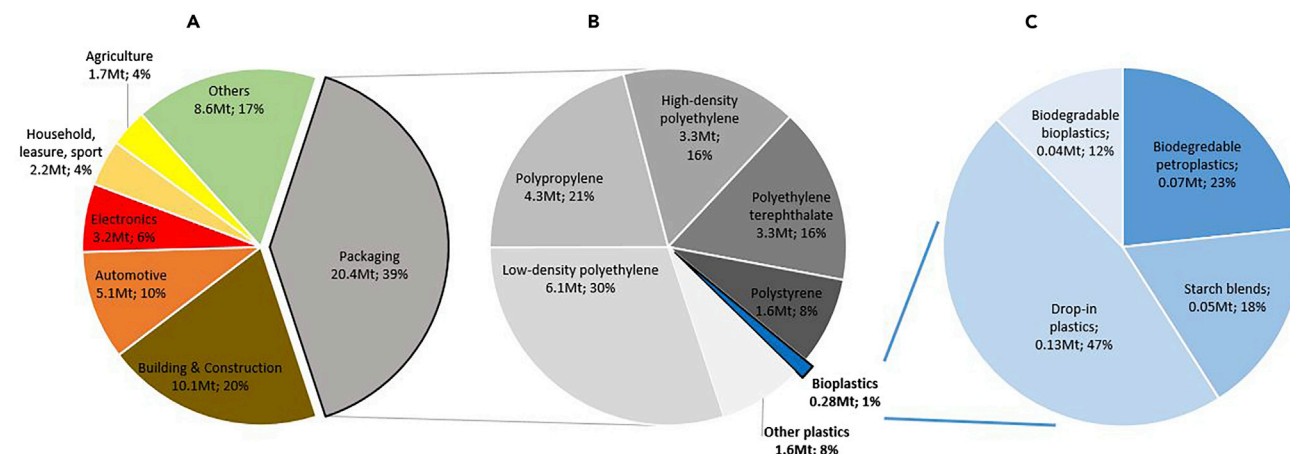 A
B
C
Agriculture
1.7Mt; 4%
Others
8.6Mt; 17%
Household,
leasure, sport
2.2Mt; 4%
Electronics
3.2Mt; 6%
Automotive
5.1Mt; 10%
Building & Construction
10.1Mt; 20%
Packaging
20.4Mt; 39%
High-density
polyethylene
3.3Mt;
16%
Polypropylene
4.3Mt; 21%
Polyethylene
terephthalate
3.3Mt; 16%
Low-density polyethylene
6.1Mt; 30%
Polystyrene
1.6Mt; 8%
Bioplastics
0.28Mt; 1%
Other plastics
1.6Mt; 8%
Biodegradable
bioplastics;
0.04Mt; 12%
Biodegredable
petroplastics;
0.07Mt; 23%
Starch blends;
0.05Mt; 18%
Drop-in
plastics;
0.13Mt; 47%